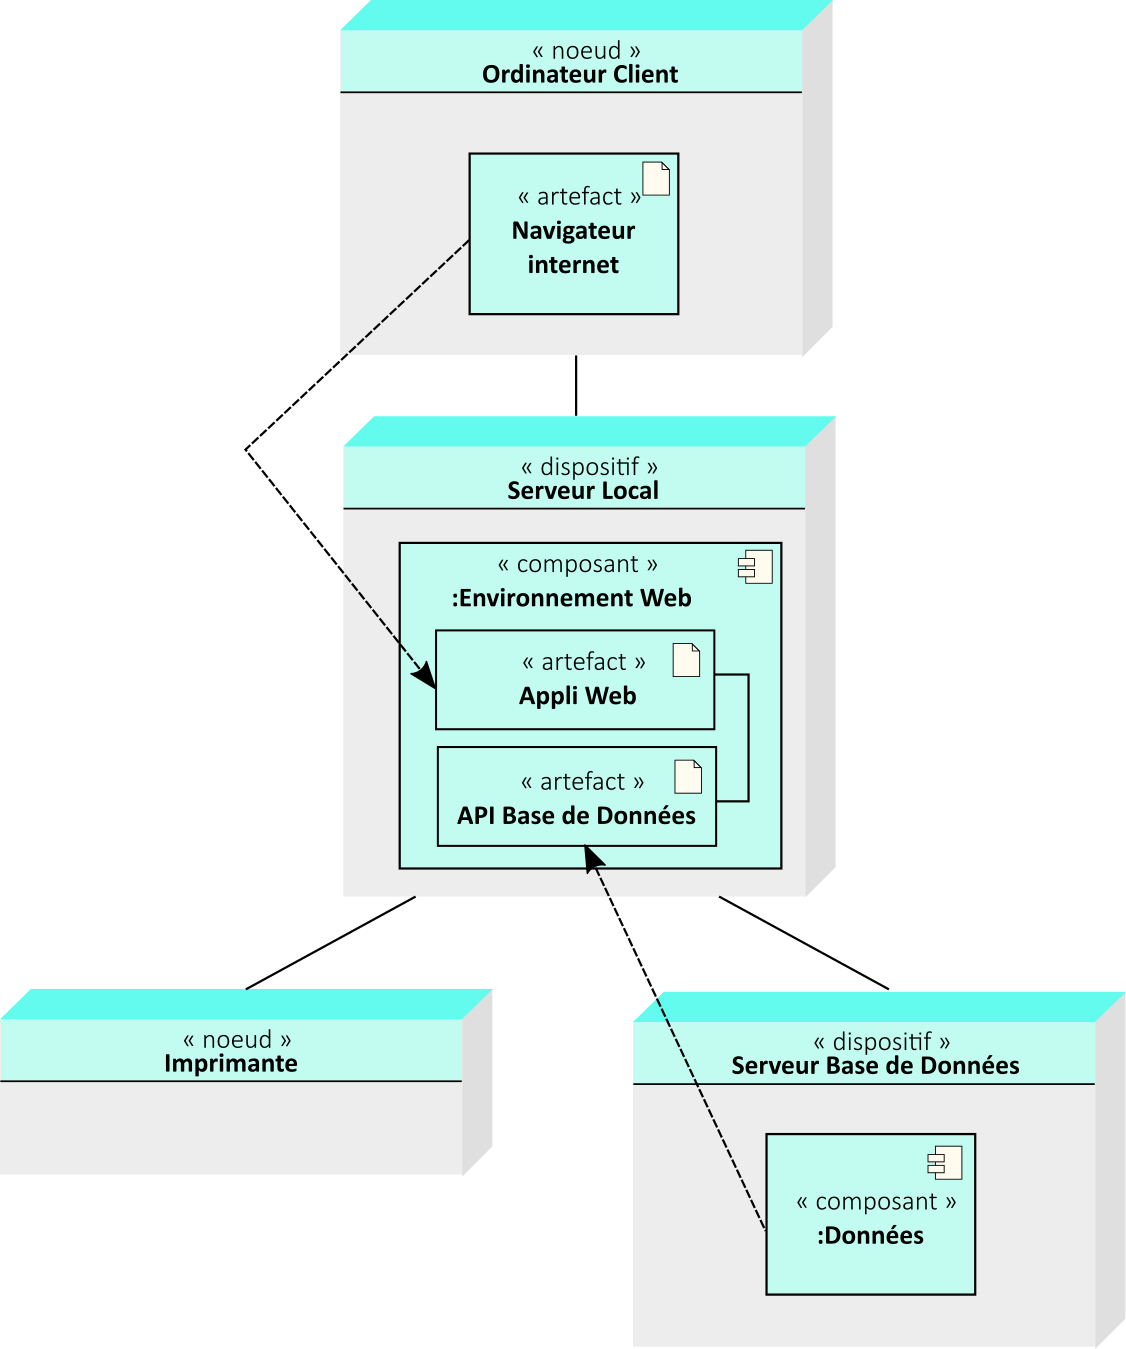 « noeud »
Ordinateur Client
« artefact »
Navigateur
internet
« dispositif »
Serveur Local
« composant »
:Environnement Web
« artefact »
Appli Web
« artefact »
API Base de Données
« noeud »
Imprimante
« dispositif »
Serveur Base de Données
« composant »
:Données